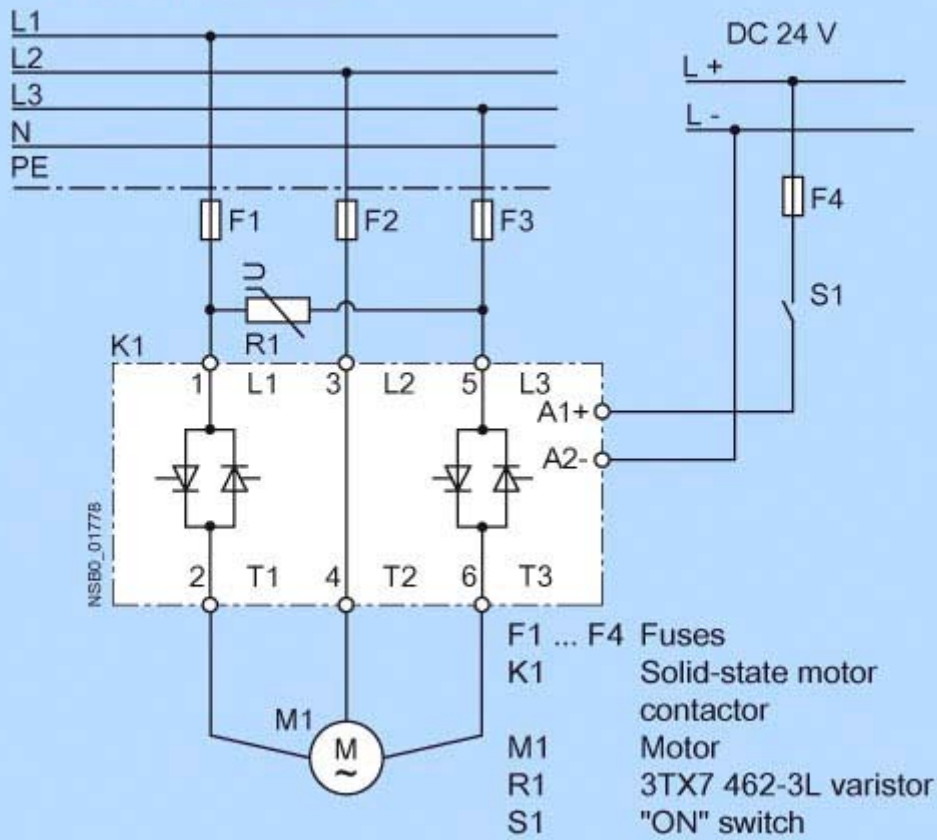 L1
L2
L3
N
PE
DC 24 V
L +
L -
F1
F2
F3
F4
S1
U
R1
K1
1 L1 3 L2 5 L3
A1+
A2-
NSB0_01778
2 T1 4 T2 6 T3
M1
M
~
F1 ... F4 Fuses
K1 Solid-state motor
contactor
M1 Motor
R1 3TX7 462-3L varistor
S1 "ON" switch